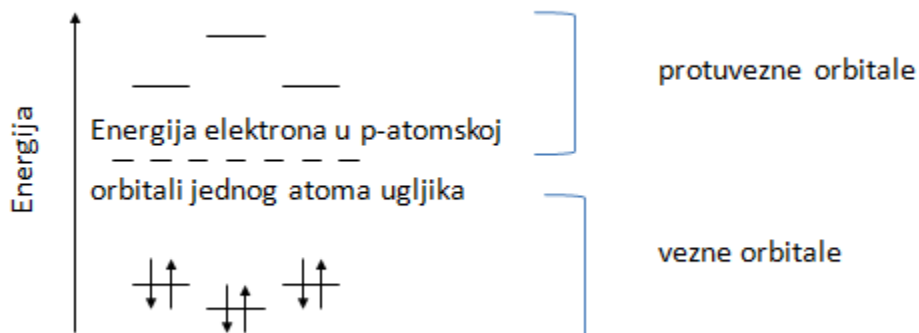 Energija
protuvezne orbitale
Energija elektrona u p-atomskoj
orbitali jednog atoma ugljika
vezne orbitale